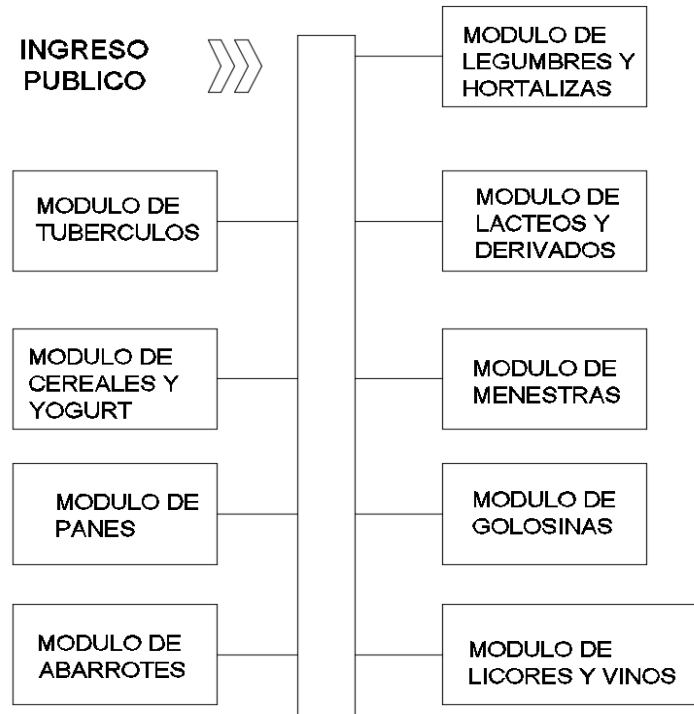 INGRESO
PUBLICO
MODULO DE
LEGUMBRES Y
HORTALIZAS
MODULO DE
TUBERCULOS
MODULO DE
LACTEOS Y
DERIVADOS
MODULO DE
CEREALES Y
YOGURT
MODULO DE
MENESTRAS
MODULO DE
PANES
MODULO DE
GOLOSINAS
MODULO DE
ABARROTES
MODULO DE
LICORES Y VINOS